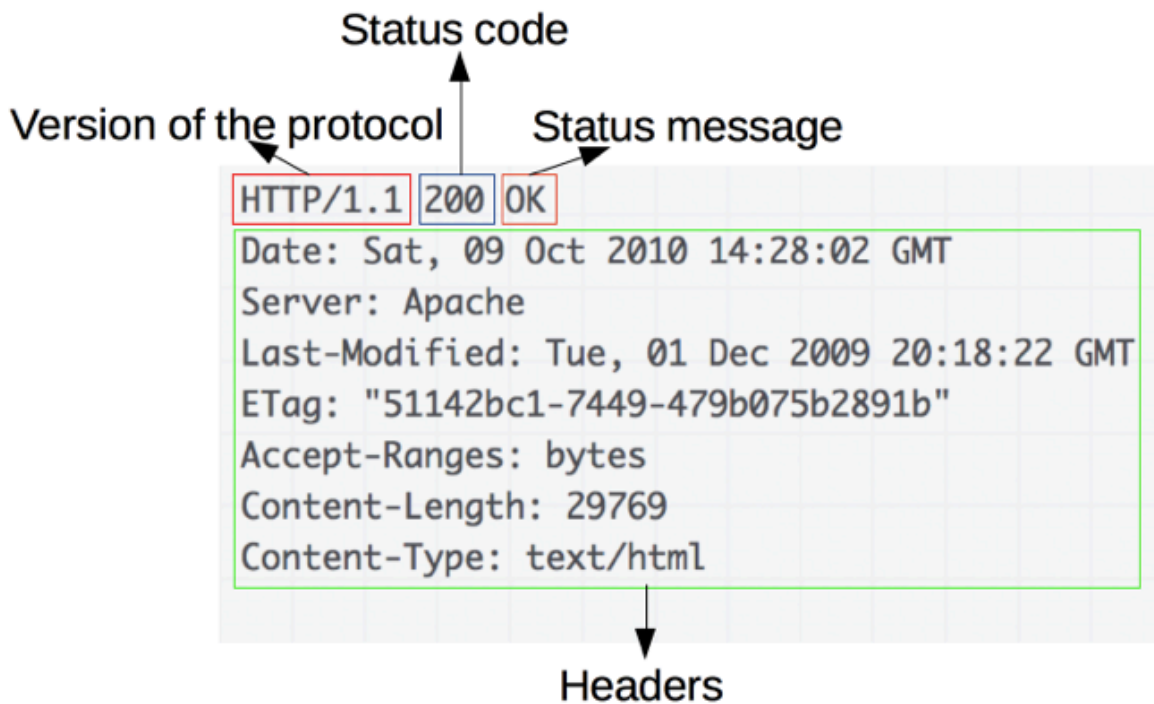 Status code
Version of the protocol Status message
HTTP/1.1 200 OK
Date: Sat, 09 Oct 2010 14:28:02 GMT
Server: Apache
Last-Modified: Tue, 01 Dec 2009 20:18:22 GMT
ETag: "51142bc1-7449-479b075b2891b"
Accept-Ranges: bytes
Content-Length: 29769
Content-Type: text/html
Headers